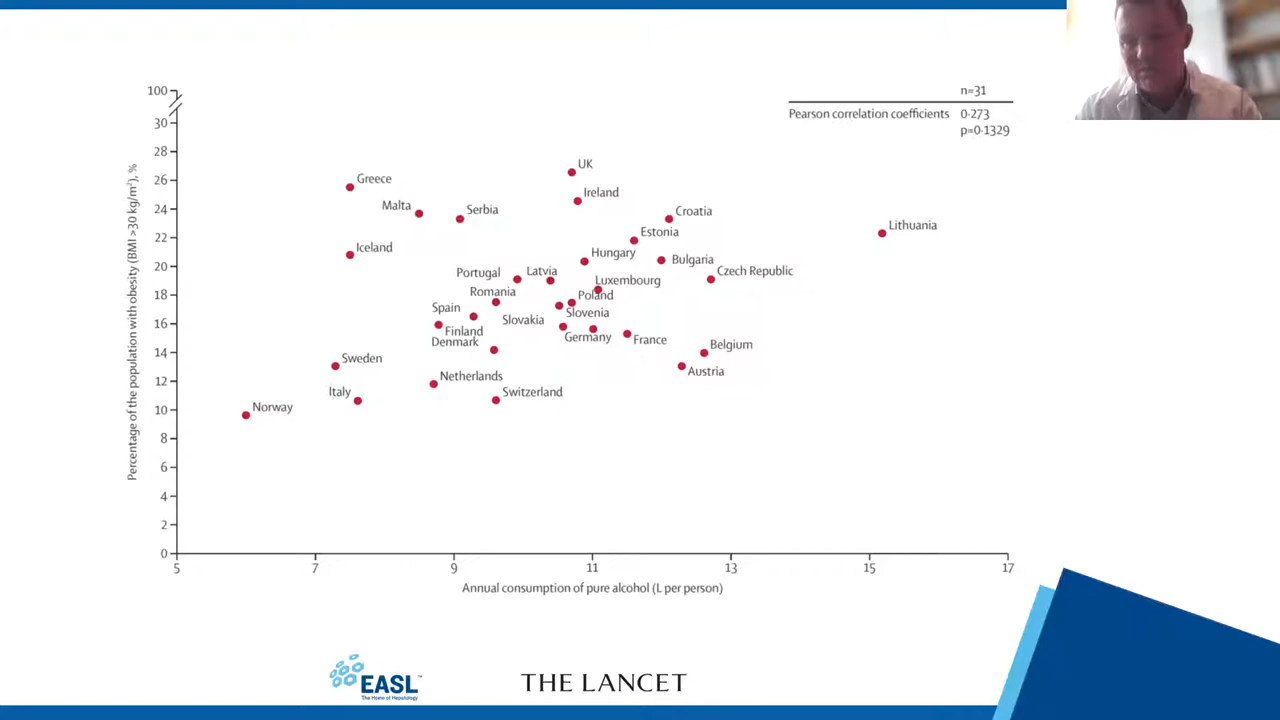 100
30
28
26
24
22
20
18
16
14
12
10
8
6
4
2
0
Percentage of the population with obesity (BMI >30 kg/m²), %
n=31
Pearson correlation coefficients 0·273
p=0·1329
UK
Greece
Ireland
Malta
Serbia
Croatia
Lithuania
Estonia
Iceland
Hungary
Bulgaria
Portugal
Latvia
Czech Republic
Luxembourg
Romania
Poland
Spain
Slovenia
Slovakia
Finland
Germany
France
Denmark
Belgium
Sweden
Austria
Netherlands
Italy
Switzerland
Norway
5 7 9 11 13 15 17
Annual consumption of pure alcohol (L per person)
EASL™
The Home of Hepatology
THE LANCET